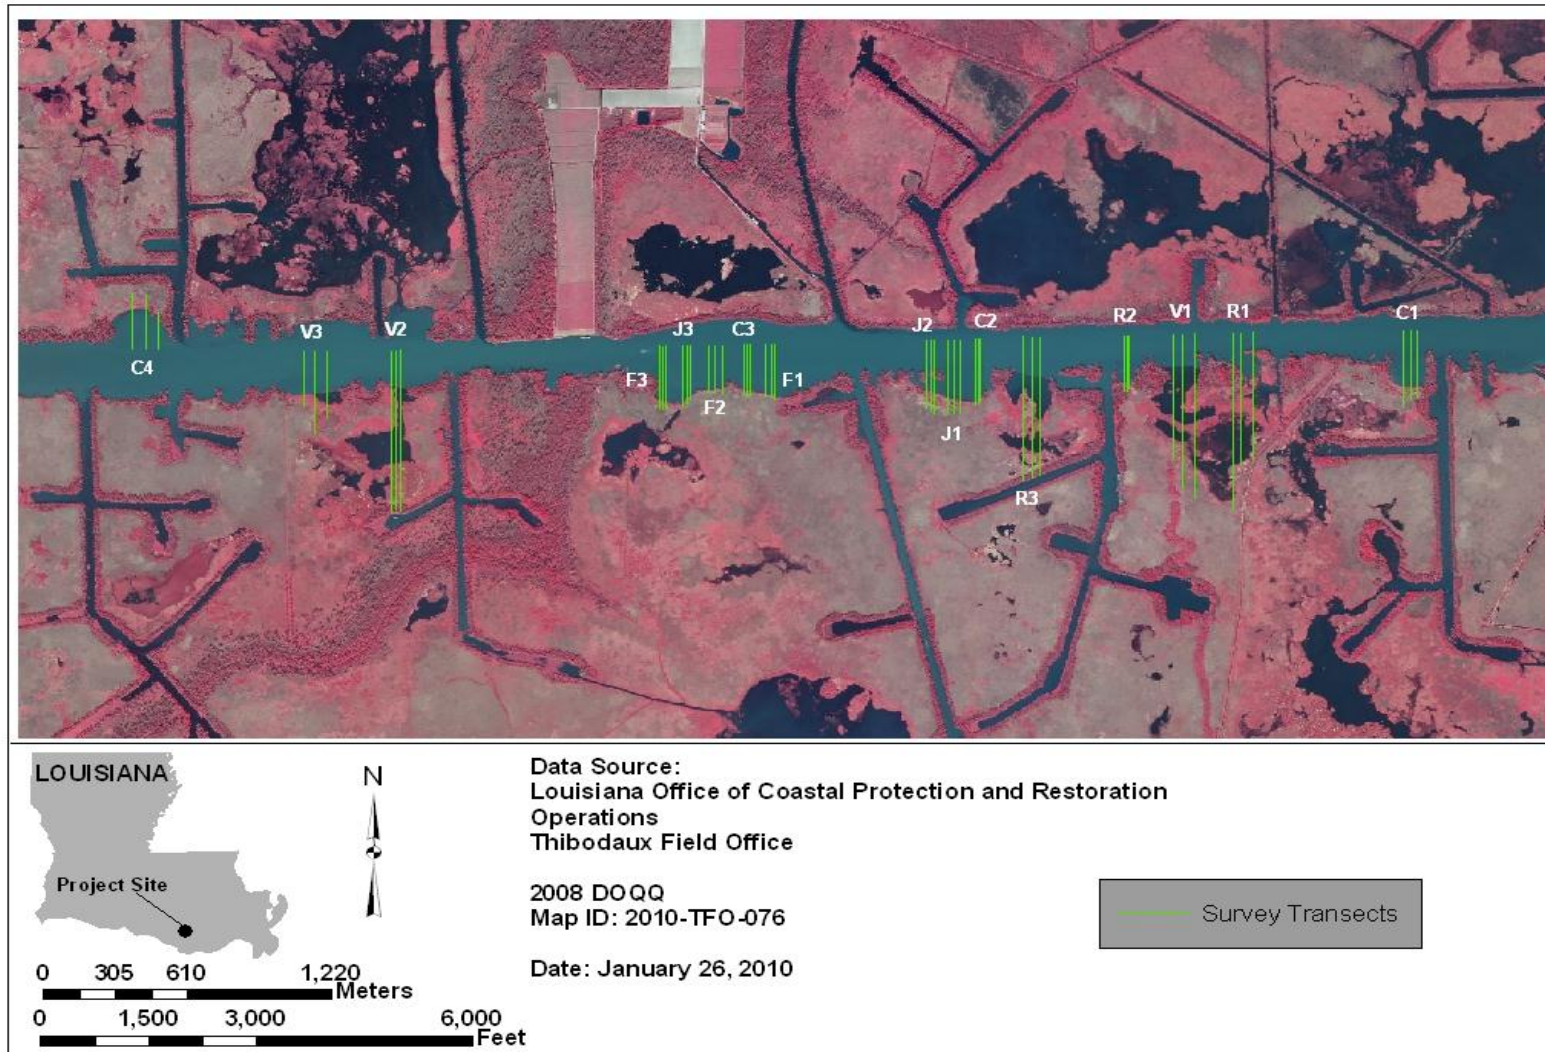 V3
V2
J3
C3
J2
C2
R2
V1
R1
C1
C4
F3
F2
F1
J1
R3
LOUISIANA
Project Site
N
0 305 610 1,220
Meters
0 1,500 3,000 6,000
Feet
Data Source:
Louisiana Office of Coastal Protection and Restoration
Operations
Thibodaux Field Office
2008 DOQQ
Map ID: 2010-TFO-076
Date: January 26, 2010
Survey Transects